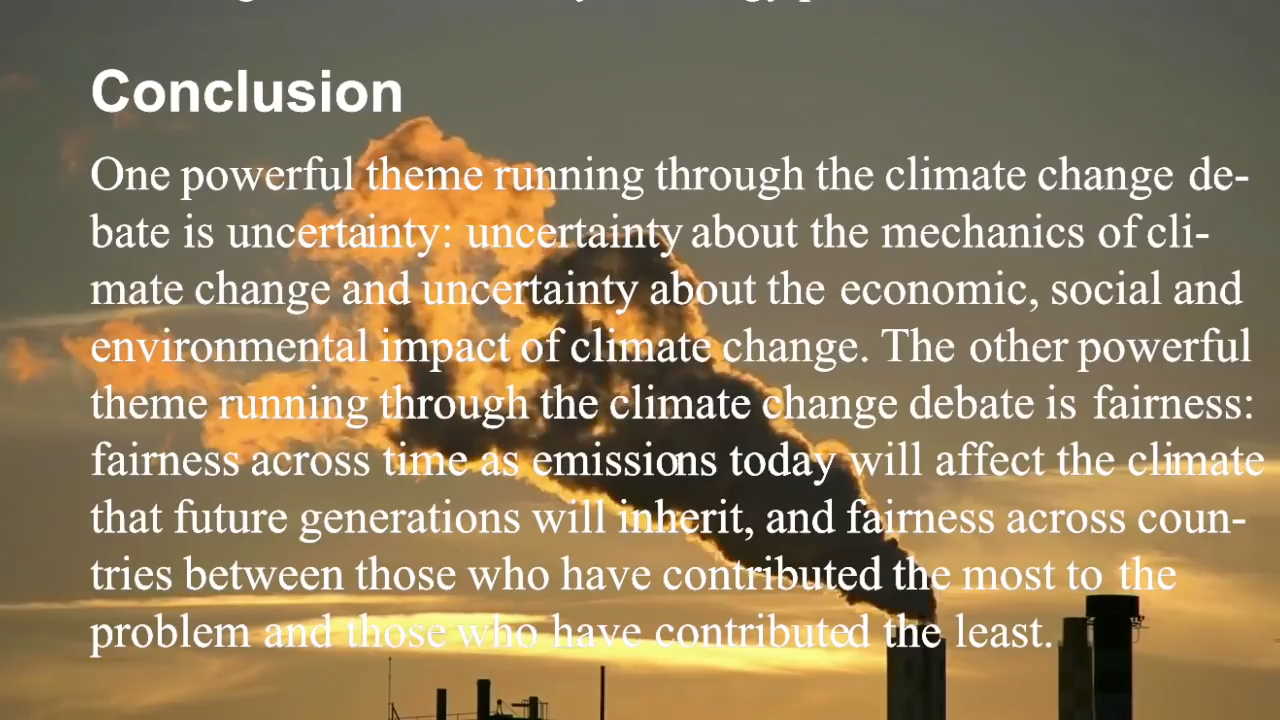 Conclusion
One powerful theme running through the climate change de-
bate is uncertainty: uncertainty about the mechanics of cli-
mate change and uncertainty about the economic, social and
environmental impact of climate change. The other powerful
theme running through the climate change debate is fairness:
fairness across time as emissions today will affect the climate
that future generations will inherit, and fairness across coun-
tries between those who have contributed the most to the
problem and those who have contributed the least.